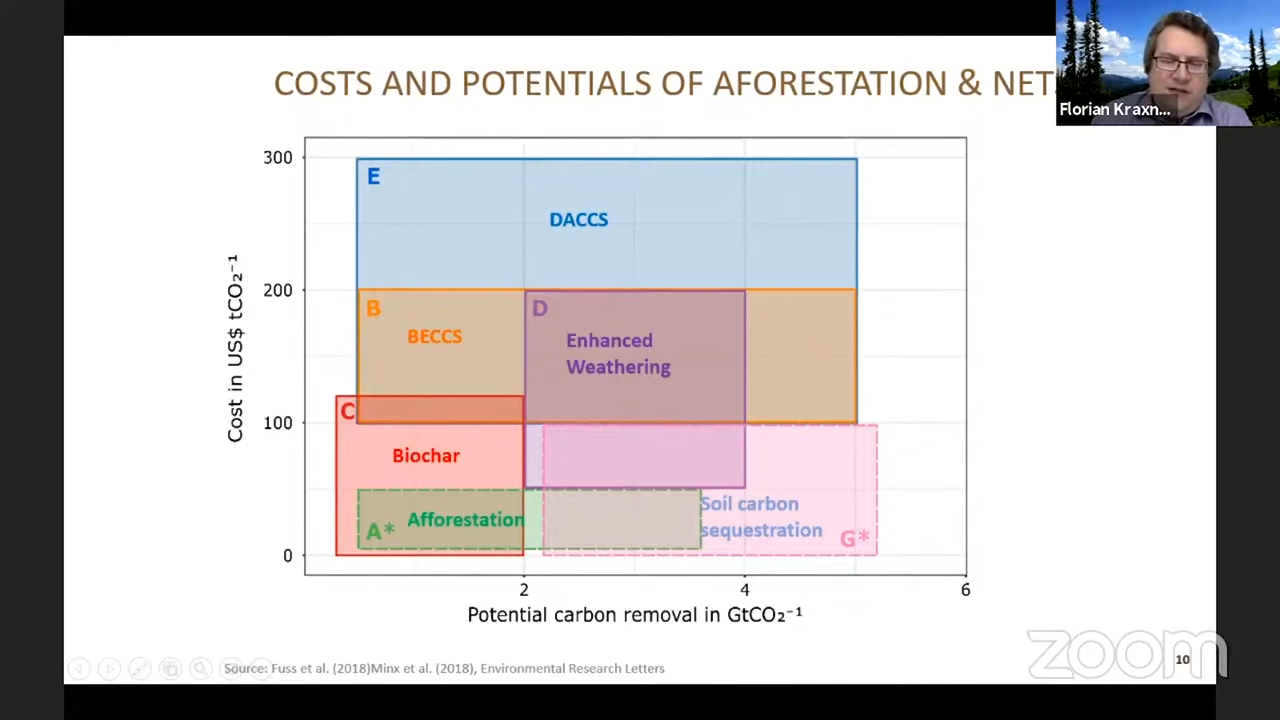 COSTS AND POTENTIALS OF AFORESTATION & NET
Florian Kraxn...
300
E
DACCS
200
B
D
BECCS
Enhanced
Weathering
Cost in US$ tCO₂⁻¹
100
C
Biochar
Soil carbon
Afforestation
sequestration
A*
G*
0
2
4
6
Potential carbon removal in GtCO₂⁻¹
zoom
Source: Fuss et al. (2018)Minx et al. (2018), Environmental Research Letters
10